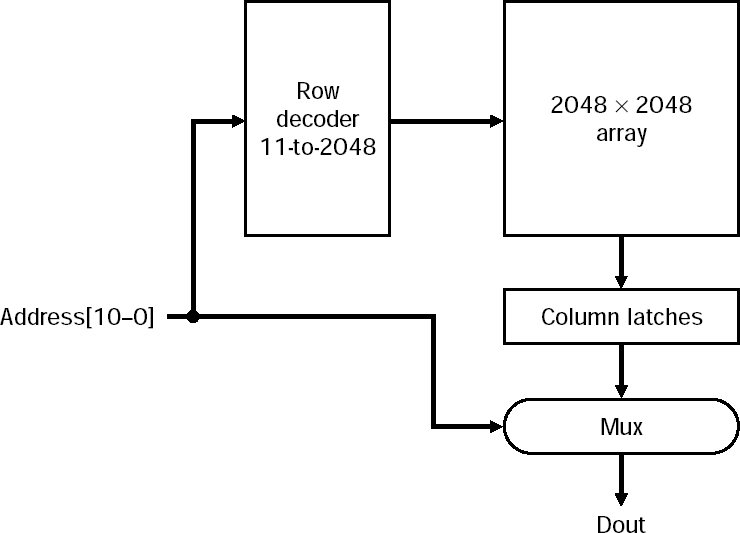 Row
decoder
11-to-2048
2048 × 2048
array
Address[10–0]
Column latches
Mux
Dout